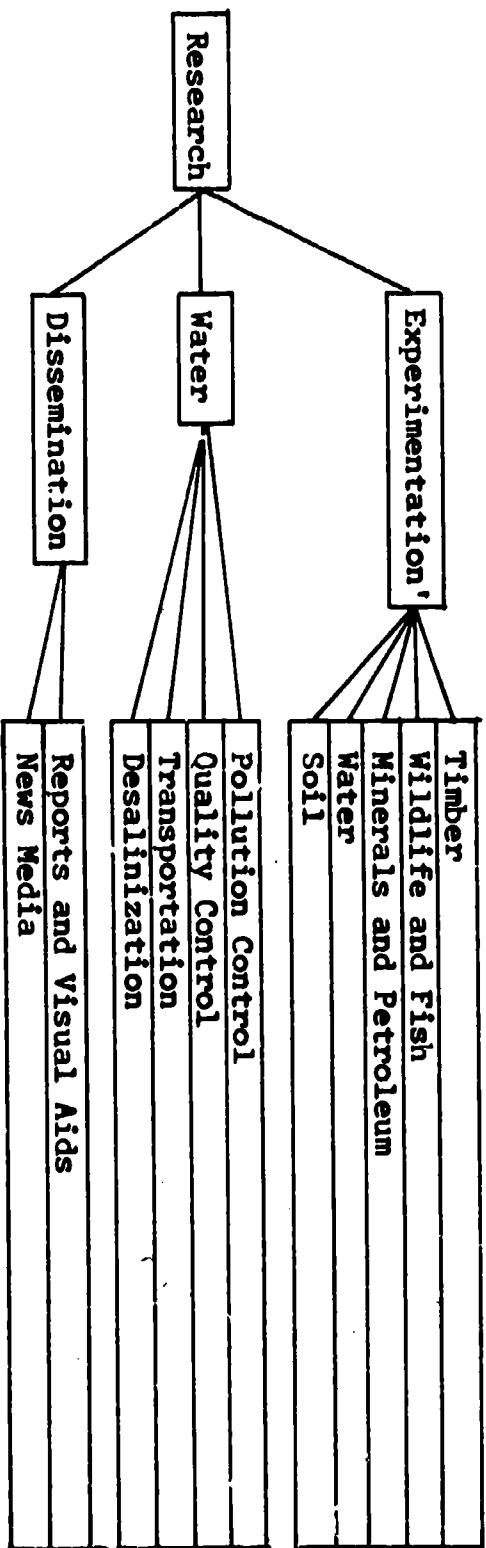 Research
Experimentation'
Timber
Wildlife and Fish
Minerals and Petroleum
Water
Soil
Water
Pollution Control
Quality Control
Transportation
Desalinization
Dissemination
Reports and Visual Aids
News Media